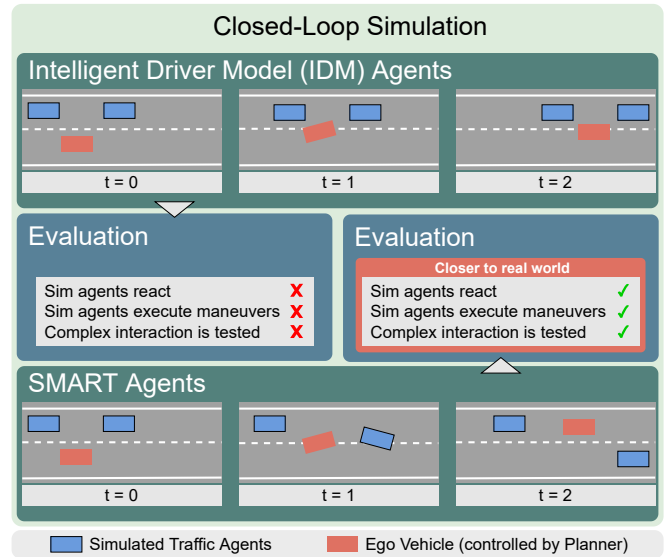 Closed-Loop Simulation
Intelligent Driver Model (IDM) Agents
t = 0
t = 1
t = 2
Evaluation
Sim agents react X
Sim agents execute maneuvers X
Complex interaction is tested X
Evaluation
Closer to real world
Sim agents react ✓
Sim agents execute maneuvers ✓
Complex interaction is tested ✓
SMART Agents
t = 0
t = 1
t = 2
Simulated Traffic Agents
Ego Vehicle (controlled by Planner)